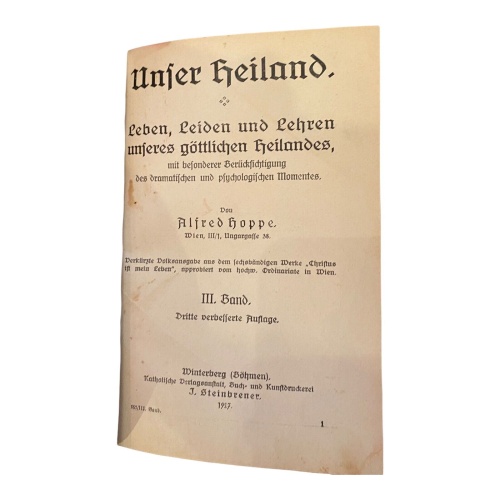 Unser Heiland.
Leben, Leiden und Lehren
unseres göttlichen Heilandes,
mit besonderer Berücksichtigung
des dramatischen und psychologischen Momentes.
Von
Alfred Hoppe.
Wien, III/1, Ungargasse 38.
Verkürzte Volksausgabe aus dem sechsbändigen Werke „Christus
ist mein Leben", approbiert vom hochw. Ordinariate in Wien.
III. Band.
Dritte verbesserte Auflage.
Winterberg (Böhmen).
Katholische Verlagsanstalt, Buch- und Kunstdruckerei
J. Steinbrener.
Band.
1